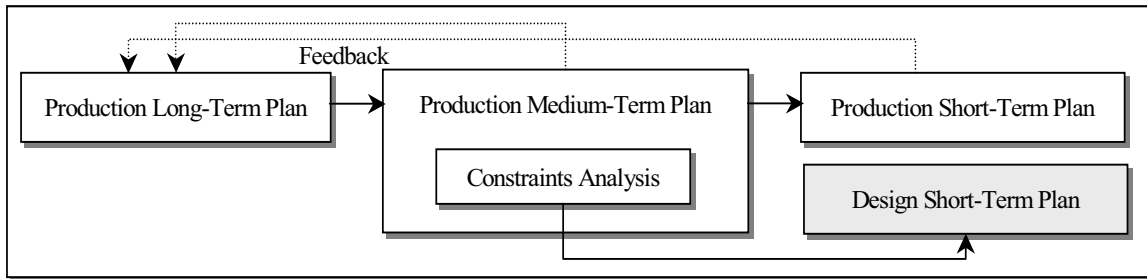 Feedback
Production Long-Term Plan
Production Medium-Term Plan
Production Short-Term Plan
Constraints Analysis
Design Short-Term Plan